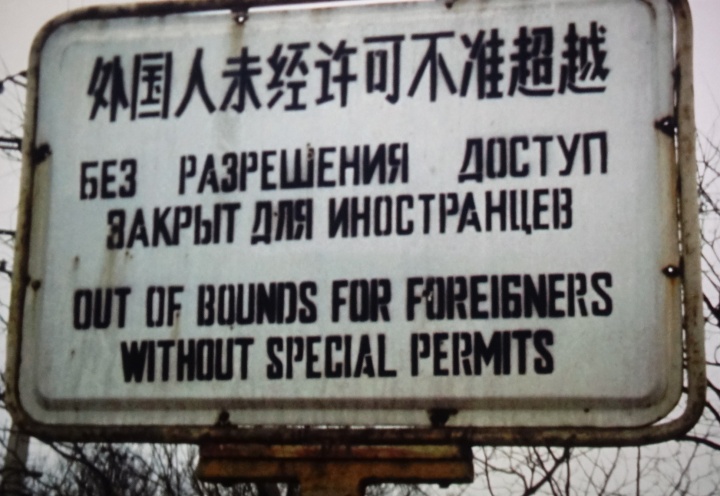 外国人未经许可不准超越
БЕЗ РАЗРЕШЕНИЯ ДОСТУП
ЗАКРЫТ ДЛЯ ИНОСТРАНЦЕВ
OUT OF BOUNDS FOR FOREIGNERS
WITHOUT SPECIAL PERMITS